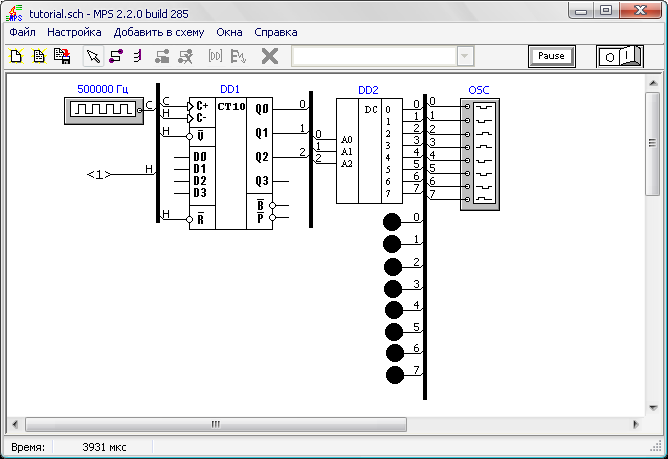 tutorial.sch - MPS 2.2.0 build 285
Файл Настройка Добавить в схему Окна Справка
[DD] Pause O I
500000 Гц DD1 DD2 OSC
C C C+ CT10 Q0 0 DC 0 0 0
H C- 1 1 1
H V Q1 1 0 A0 2 2 2
1 A1 3 3 3
D0 Q2 2 2 A2 4 4 4
<1> H D1 5 5 5
D2 Q3 6 6 6
D3 7 7 7
H R B
P
0
1
2
3
4
5
6
7
Время: 3931 мкс